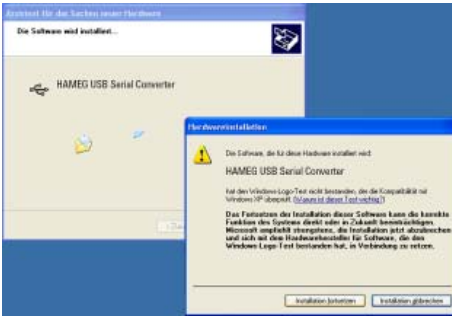 Assistent für das Suchen neuer Hardware
Die Software wird installiert...
HAMEG USB Serial Converter
Hardwareinstallation
Die Software, die für diese Hardware installiert wird:
HAMEG USB Serial Converter
hat den Windows-Logo-Test nicht bestanden, der die Kompatibilität mit
Windows XP überprüft. (Warum ist dieser Test wichtig?)
Das Fortsetzen der Installation dieser Software kann die korrekte
Funktion des Systems direkt oder in Zukunft beeinträchtigen.
Microsoft empfiehlt strengstens, die Installation jetzt abzubrechen
und sich mit dem Hardwarehersteller für Software, die den
Windows-Logo-Test bestanden hat, in Verbindung zu setzen.
Installation fortsetzen
Installation abbrechen